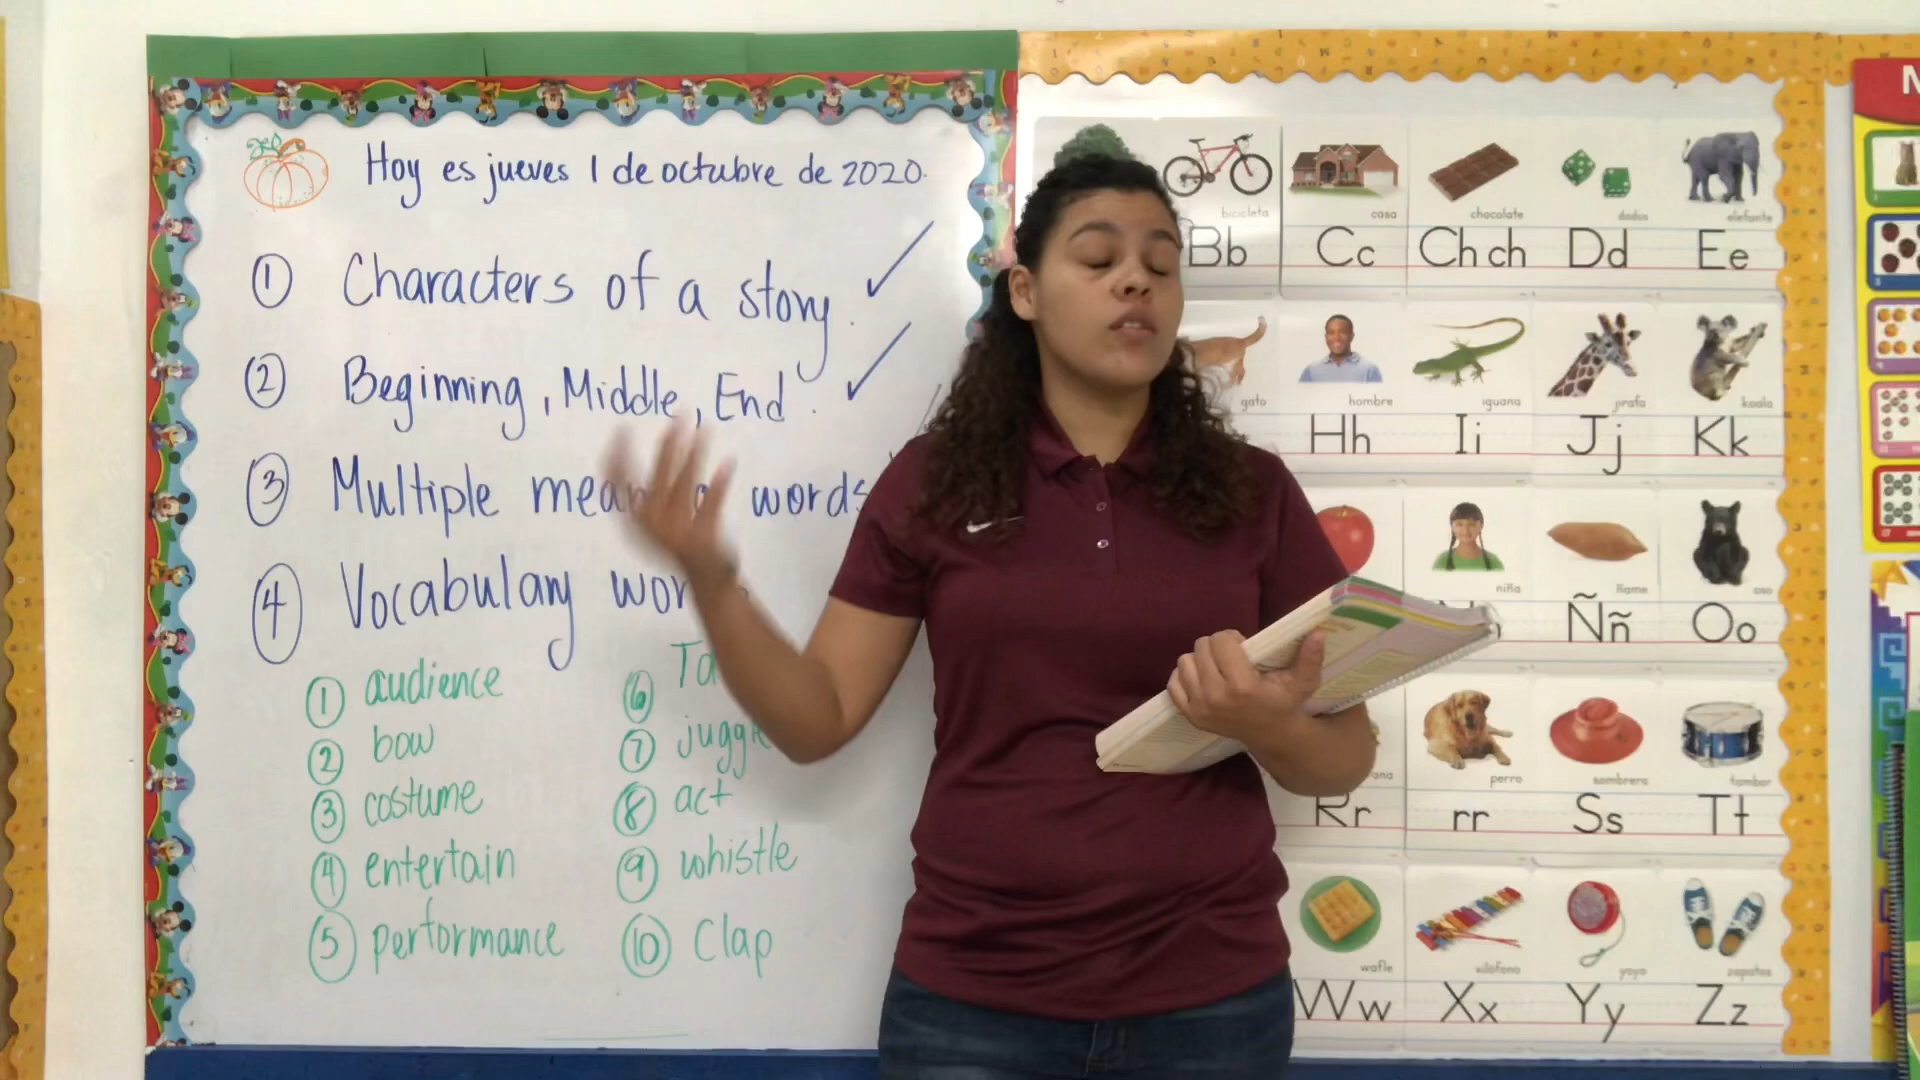 Hoy es jueves 1 de octubre de 2020.
1 Characters of a story.
2 Beginning, Middle, End.
3 Multiple words
4 Vocabulary
1 audience
2 bow
3 costume
4 entertain
5 performance
6
7
8 act
9 whistle
10 Clap
bicicleta casa chocolate dados elefante
Bb Cc Ch ch Dd Ee
gato hombre iguana jirafa koala
Hh Ii Jj Kk
niña ñame oso
Ññ Oo
perro sombrero tambor
Rr rr Ss Tt
wafle xilófono yoyo zapatos
Ww Xx Yy Zz
N